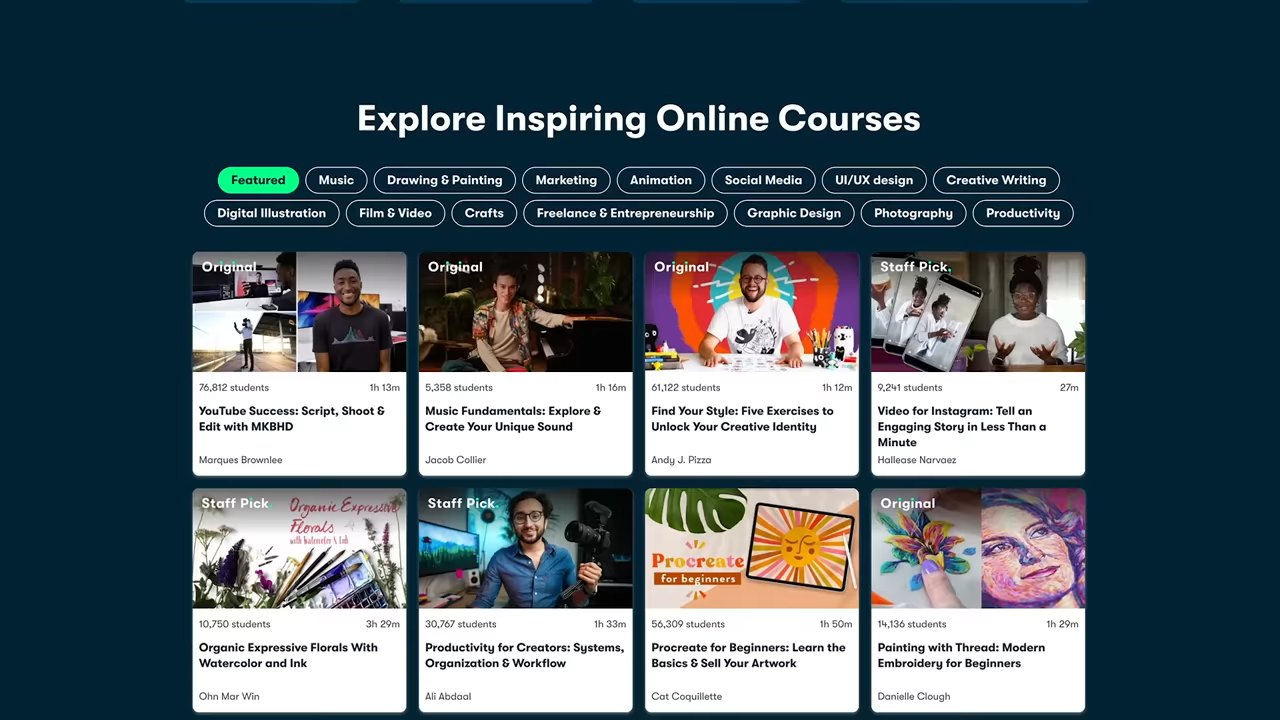 Explore Inspiring Online Courses
Featured
Music
Drawing & Painting
Marketing
Animation
Social Media
UI/UX design
Creative Writing
Digital Illustration
Film & Video
Crafts
Freelance & Entrepreneurship
Graphic Design
Photography
Productivity
Original
76,812 students
1h 13m
YouTube Success: Script, Shoot &
Edit with MKBHD
Marques Brownlee
Original
5,358 students
1h 16m
Music Fundamentals: Explore &
Create Your Unique Sound
Jacob Collier
Original
61,122 students
1h 12m
Find Your Style: Five Exercises to
Unlock Your Creative Identity
Andy J. Pizza
Staff Pick.
9,241 students
27m
Video for Instagram: Tell an
Engaging Story in Less Than a
Minute
Hallease Narvaez
Staff Pick.
Organic Expressive
Florals
with Watercolor & Ink
10,750 students
3h 29m
Organic Expressive Florals With
Watercolor and Ink
Ohn Mar Win
Staff Pick.
30,767 students
1h 33m
Productivity for Creators: Systems,
Organization & Workflow
Ali Abdaal
Procreate
for beginners
56,309 students
1h 50m
Procreate for Beginners: Learn the
Basics & Sell Your Artwork
Cat Coquillette
Original
14,136 students
1h 29m
Painting with Thread: Modern
Embroidery for Beginners
Danielle Clough